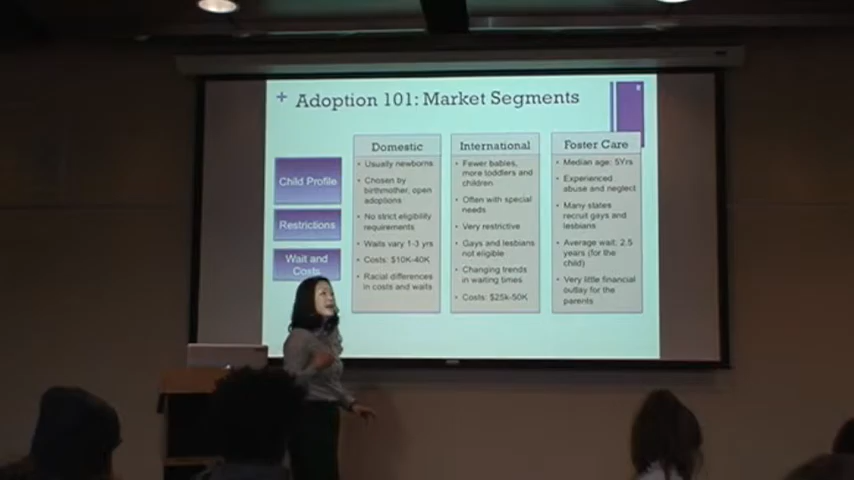 + Adoption 101: Market Segments
8
Child Profile
Restrictions
Wait and
Costs
Domestic
• Usually newborns
• Chosen by
birthmother, open
adoptions
• No strict eligibility
requirements
• Waits vary 1-3 yrs
• Costs: $10K-40K
• Racial differences
in costs and waits
International
• Fewer babies,
more toddlers and
children
• Often with special
needs
• Very restrictive
• Gays and lesbians
not eligible
• Changing trends
in waiting times
• Costs: $25k-50K
Foster Care
• Median age: 5Yrs
• Experienced
abuse and neglect
• Many states
recruit gays and
lesbians
• Average wait: 2.5
years (for the
child)
• Very little financial
outlay for the
parents